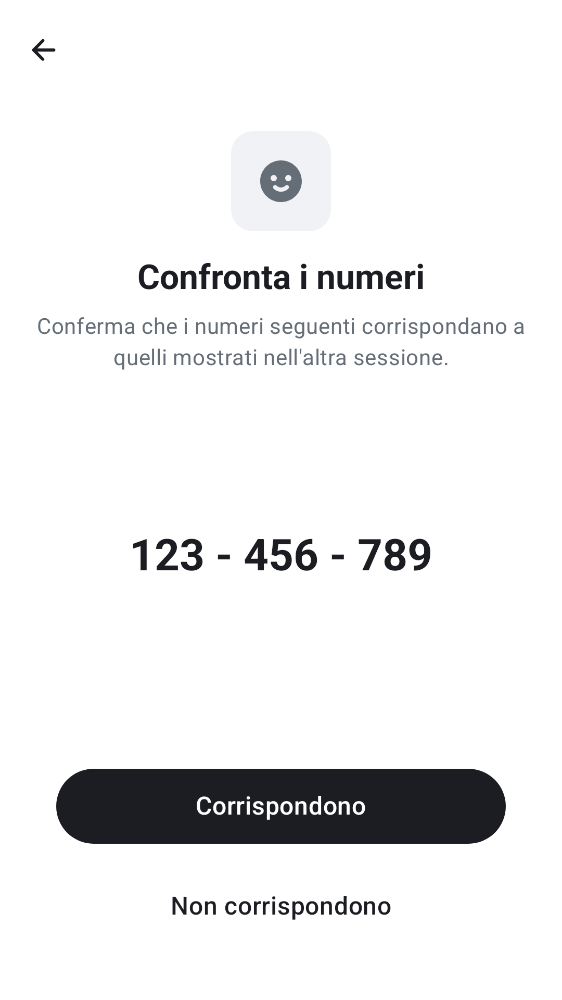 Confronta i numeri
Conferma che i numeri seguenti corrispondano a
quelli mostrati nell'altra sessione.
123 - 456 - 789
Corrispondono
Non corrispondono